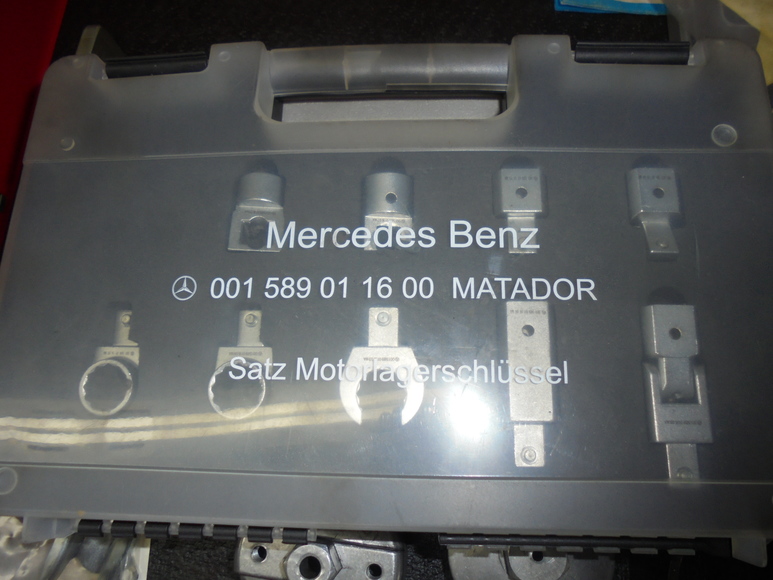 Mercedes Benz
001 589 01 16 00 MATADOR
Satz Motorlagerschlüssel